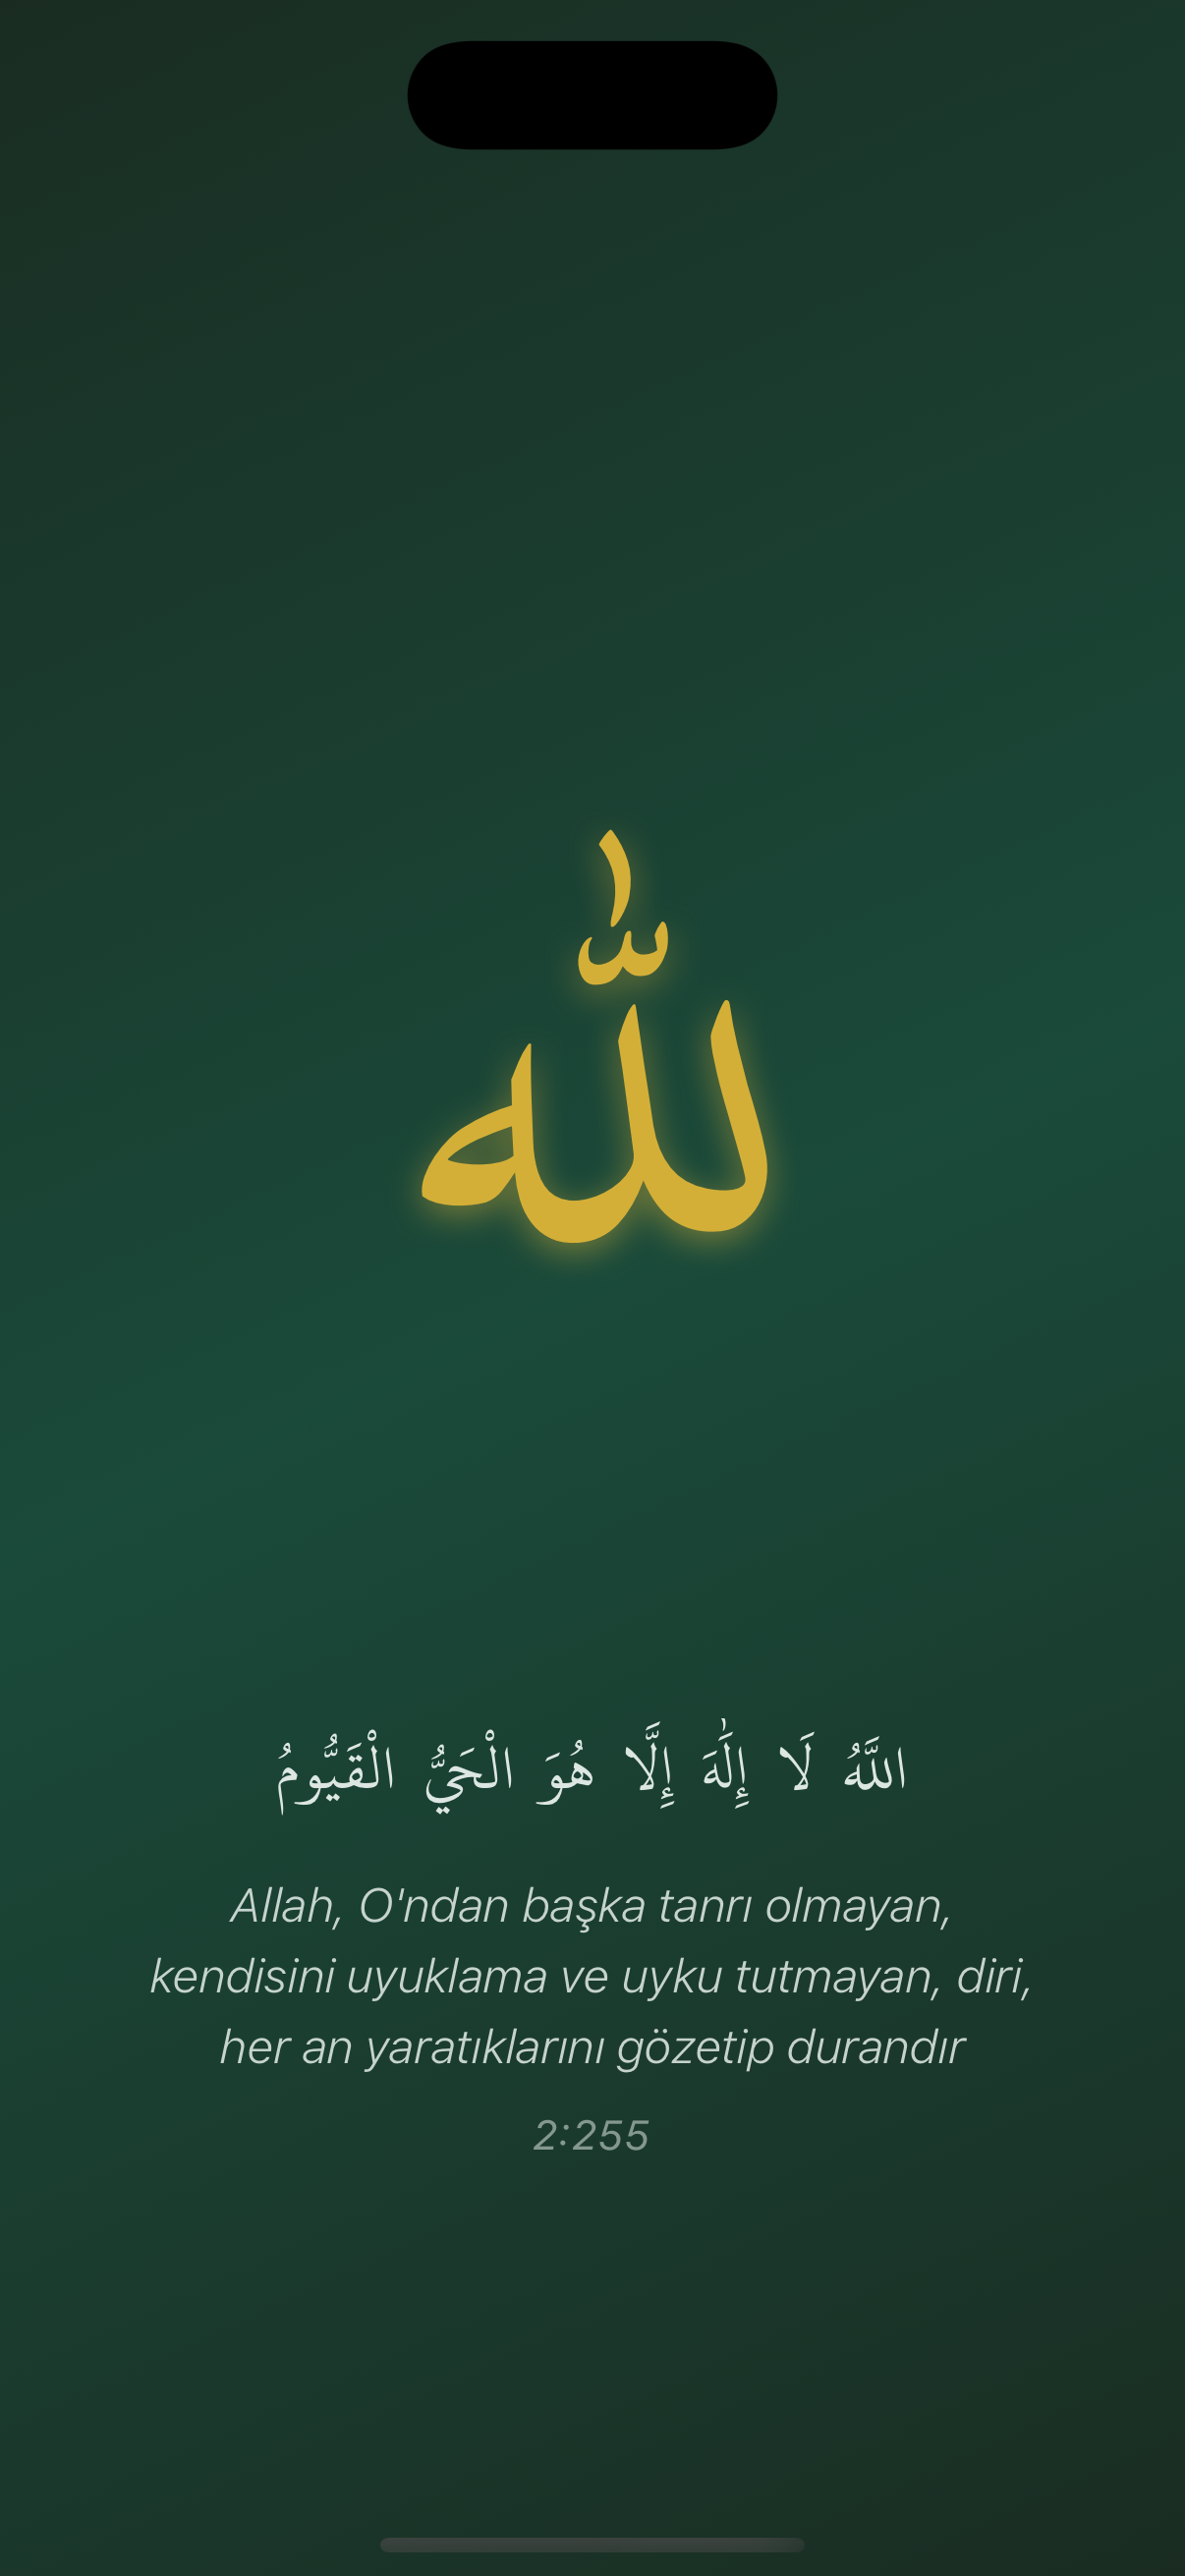 لله
اللَّهُ لَا إِلَٰهَ إِلَّا هُوَ الْحَيُّ الْقَيُّومُ
Allah, O'ndan başka tanrı olmayan,
kendisini uyuklama ve uyku tutmayan, diri,
her an yaratıklarını gözetip durandır
2:255